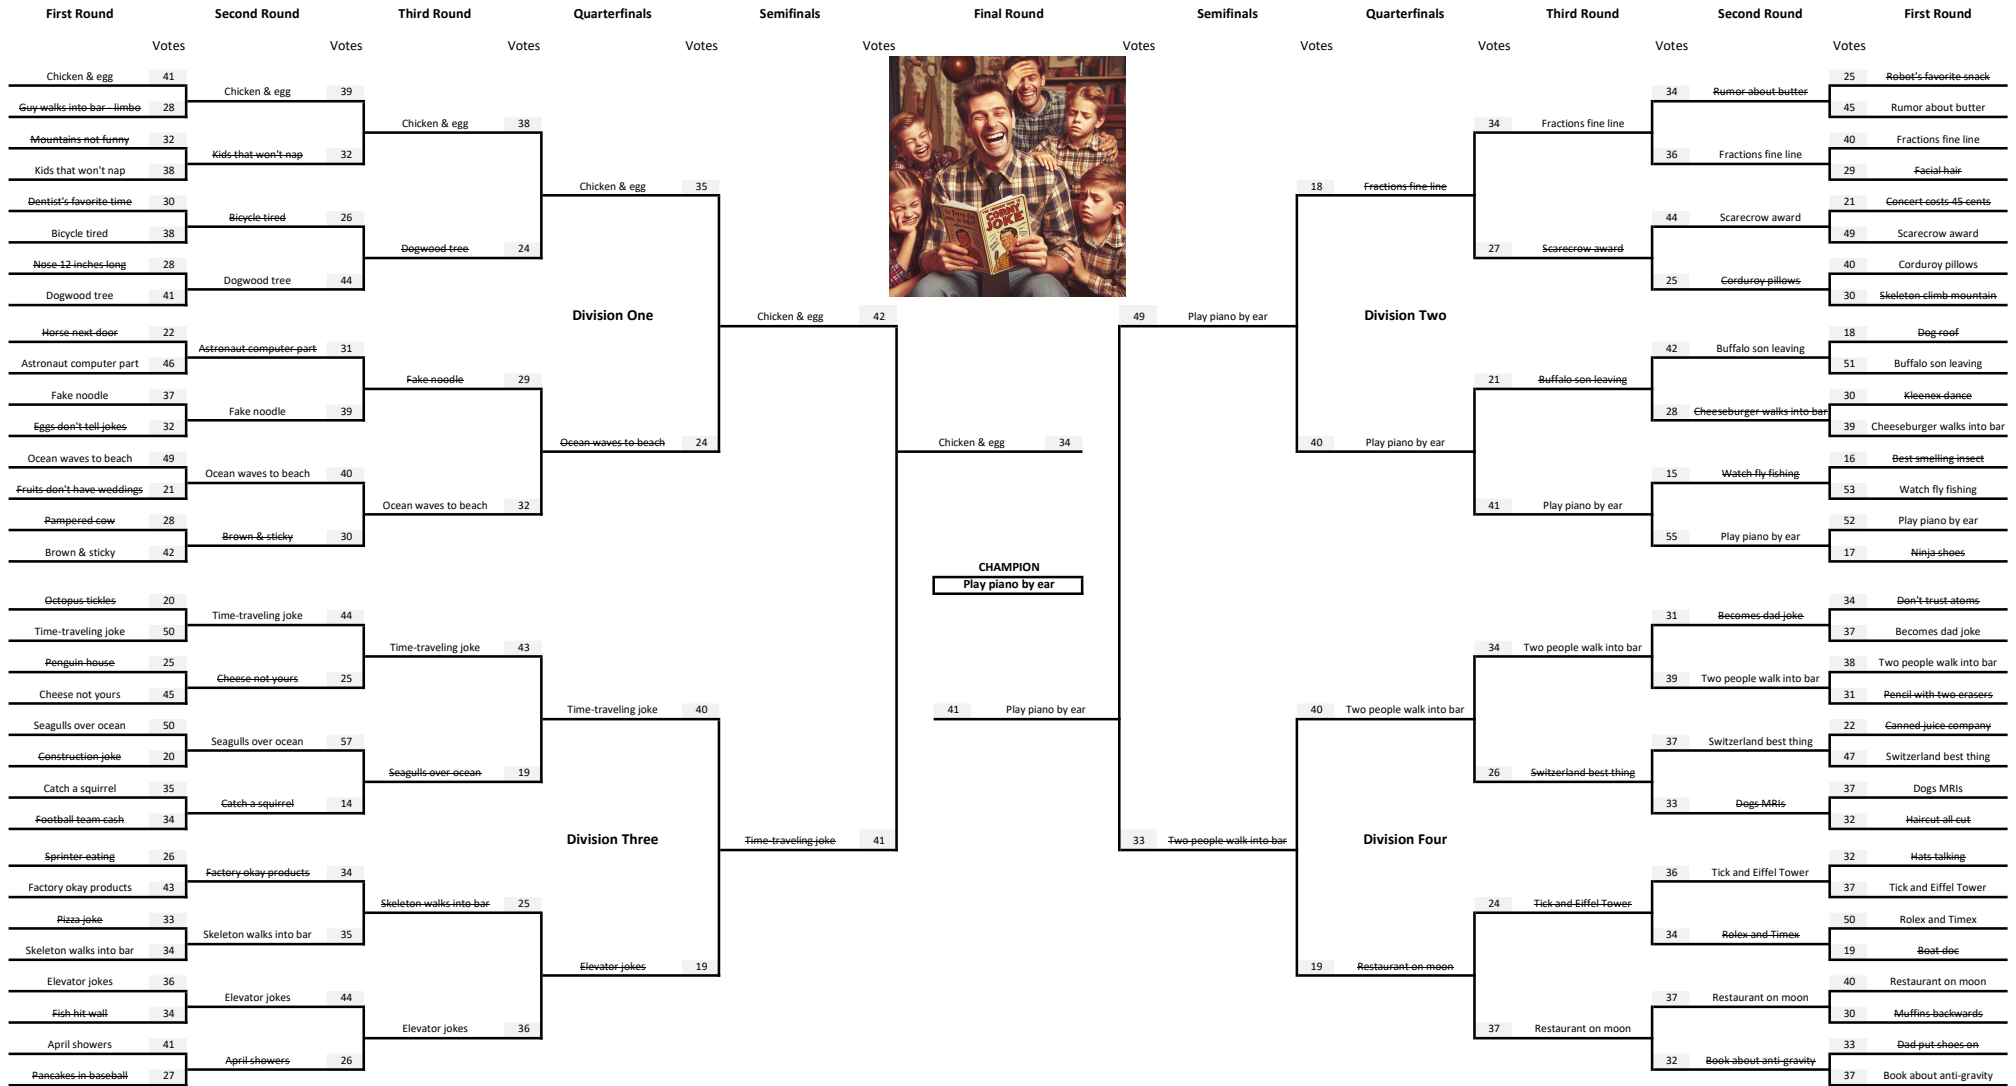 First Round Second Round Third Round Quarterfinals Semifinals Final Round Semifinals Quarterfinals Third Round Second Round First Round
Votes Votes Votes Votes Votes Votes Votes Votes Votes Votes
Chicken & egg 41
Guy walks into bar - limbo 28
Mountains not funny 32
Kids that won't nap 38
Dentist's favorite time 30
Bicycle tired 38
Nose 12 inches long 28
Dogwood tree 41
Horse next door 22
Astronaut computer part 46
Fake noodle 37
Eggs don't tell jokes 32
Ocean waves to beach 49
Fruits don't have weddings 21
Pampered cow 28
Brown & sticky 42
Octopus tickles 20
Time-traveling joke 50
Penguin house 25
Cheese not yours 45
Seagulls over ocean 50
Construction joke 20
Catch a squirrel 35
Football team cash 34
Sprinter eating 26
Factory okay products 43
Pizza joke 33
Skeleton walks into bar 34
Elevator jokes 36
Fish hit wall 34
April showers 41
Pancakes in baseball 27
Chicken & egg 39
Kids that won't nap 32
Bicycle tired 26
Dogwood tree 44
Astronaut computer part 31
Fake noodle 39
Ocean waves to beach 40
Brown & sticky 30
Time-traveling joke 44
Cheese not yours 25
Seagulls over ocean 57
Catch a squirrel 14
Factory okay products 34
Skeleton walks into bar 35
Elevator jokes 44
April showers 26
Chicken & egg 38
Dogwood tree 24
Fake noodle 29
Ocean waves to beach 32
Time-traveling joke 43
Seagulls over ocean 19
Skeleton walks into bar 25
Elevator jokes 36
Chicken & egg 35
Division One
Ocean waves to beach 24
Time-traveling joke 40
Division Three
Elevator jokes 19
Chicken & egg 42
Time-traveling joke 41
CORNY
JOKE
Chicken & egg 34
CHAMPION
Play piano by ear
41 Play piano by ear
49 Play piano by ear
33 Two people walk into bar
18 Fractions fine line
Division Two
40 Play piano by ear
40 Two people walk into bar
Division Four
19 Restaurant on moon
34 Fractions fine line
27 Scarecrow award
21 Buffalo son leaving
41 Play piano by ear
34 Two people walk into bar
26 Switzerland best thing
24 Tick and Eiffel Tower
37 Restaurant on moon
34 Rumor about butter
36 Fractions fine line
44 Scarecrow award
25 Corduroy pillows
42 Buffalo son leaving
28 Cheeseburger walks into bar
15 Watch fly fishing
55 Play piano by ear
31 Becomes dad joke
39 Two people walk into bar
37 Switzerland best thing
33 Dogs MRIs
36 Tick and Eiffel Tower
34 Rolex and Timex
37 Restaurant on moon
32 Book about anti-gravity
25 Robot's favorite snack
45 Rumor about butter
40 Fractions fine line
29 Facial hair
21 Concert costs 45 cents
49 Scarecrow award
40 Corduroy pillows
30 Skeleton climb mountain
18 Dog roof
51 Buffalo son leaving
30 Kleenex dance
39 Cheeseburger walks into bar
16 Best smelling insect
53 Watch fly fishing
52 Play piano by ear
17 Ninja shoes
34 Don't trust atoms
37 Becomes dad joke
38 Two people walk into bar
31 Pencil with two erasers
22 Canned juice company
47 Switzerland best thing
37 Dogs MRIs
32 Haircut all cut
32 Hats talking
37 Tick and Eiffel Tower
50 Rolex and Timex
19 Boat doc
40 Restaurant on moon
30 Muffins backwards
33 Dad put shoes on
37 Book about anti-gravity